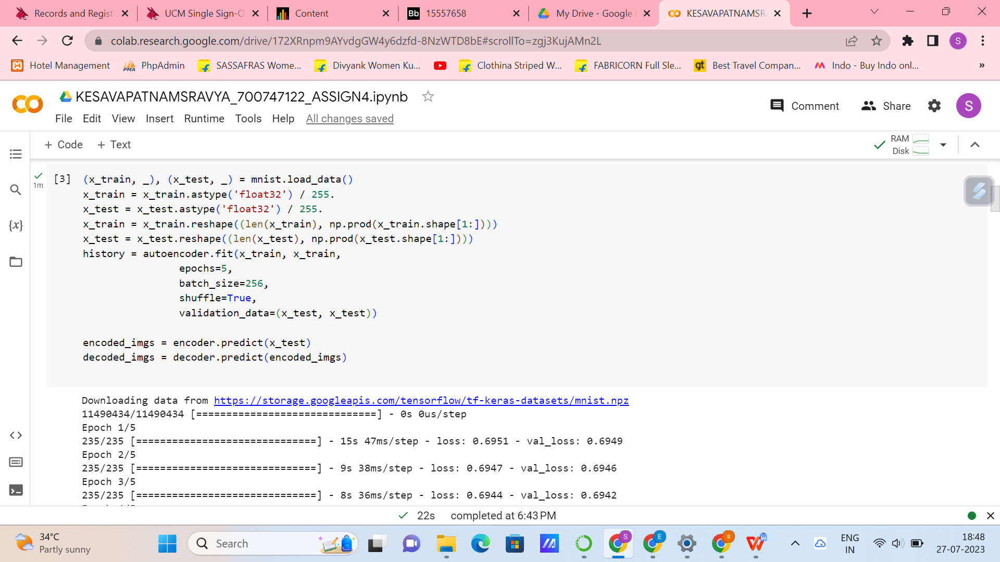 Records and Regist
UCM Single Sign-O
Content
Bb 15557658
My Drive - Google
KESAVAPATNAMSR
colab.research.google.com/drive/172XRnpm9AYvdgGW4y6dzfd-8NzWTD8bE#scrollTo=zgj3KujAMn2L
S
Hotel Management
PMA PhpAdmin
SASSAFRAS Wome...
Divyank Women Ku...
Clothina Striped W...
FABRICORN Full Sle...
gt Best Travel Compan...
Indo - Buy Indo onl...
»
KESAVAPATNAMSRAVYA_700747122_ASSIGN4.ipynb
Comment
Share
S
File Edit View Insert Runtime Tools Help All changes saved
+ Code + Text
RAM
Disk
1m
[3] (x_train, _), (x_test, _) = mnist.load_data()
x_train = x_train.astype('float32') / 255.
x_test = x_test.astype('float32') / 255.
x_train = x_train.reshape((len(x_train), np.prod(x_train.shape[1:])))
x_test = x_test.reshape((len(x_test), np.prod(x_test.shape[1:])))
history = autoencoder.fit(x_train, x_train,
epochs=5,
batch_size=256,
shuffle=True,
validation_data=(x_test, x_test))
encoded_imgs = encoder.predict(x_test)
decoded_imgs = decoder.predict(encoded_imgs)
{x}
Downloading data from https://storage.googleapis.com/tensorflow/tf-keras-datasets/mnist.npz
11490434/11490434 [==============================] - 0s 0us/step
Epoch 1/5
235/235 [==============================] - 15s 47ms/step - loss: 0.6951 - val_loss: 0.6949
Epoch 2/5
235/235 [==============================] - 9s 38ms/step - loss: 0.6947 - val_loss: 0.6946
Epoch 3/5
235/235 [==============================] - 8s 36ms/step - loss: 0.6944 - val_loss: 0.6942
22s completed at 6:43 PM
34°C
Partly sunny
Search
S
E
S
W
ENG
IN
18:48
27-07-2023